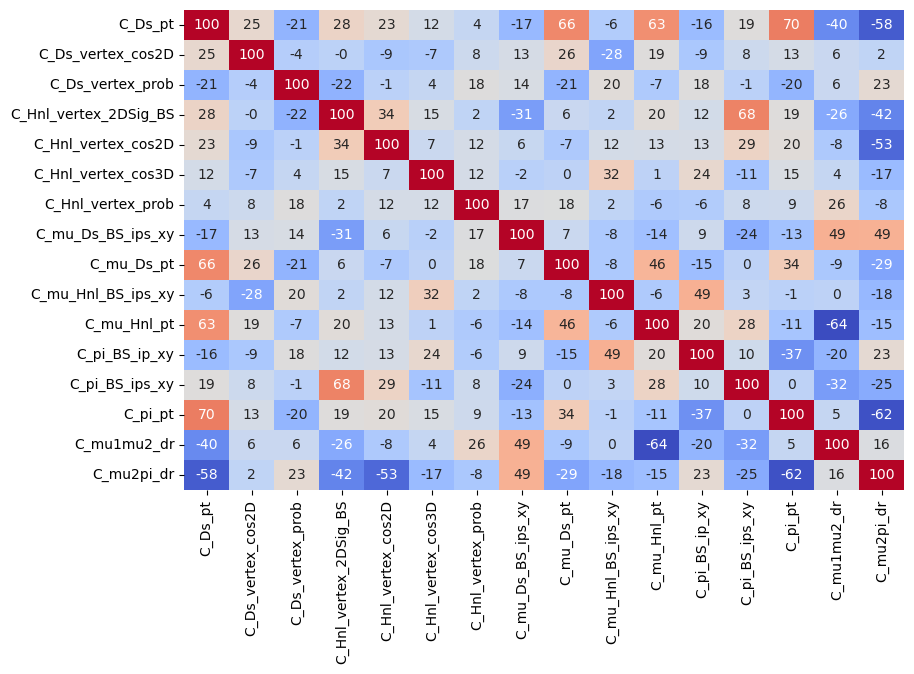 C_Ds_pt 100 25 -21 28 23 12 4 -17 66 -6 63 -16 19 70 -40 -58
C_Ds_vertex_cos2D 25 100 -4 -0 -9 -7 8 13 26 -28 19 -9 8 13 6 2
C_Ds_vertex_prob -21 -4 100 -22 -1 4 18 14 -21 20 -7 18 -1 -20 6 23
C_Hnl_vertex_2DSig_BS 28 -0 -22 100 34 15 2 -31 6 2 20 12 68 19 -26 -42
C_Hnl_vertex_cos2D 23 -9 -1 34 100 7 12 6 -7 12 13 13 29 20 -8 -53
C_Hnl_vertex_cos3D 12 -7 4 15 7 100 12 -2 0 32 1 24 -11 15 4 -17
C_Hnl_vertex_prob 4 8 18 2 12 12 100 17 18 2 -6 -6 8 9 26 -8
C_mu_Ds_BS_ips_xy -17 13 14 -31 6 -2 17 100 7 -8 -14 9 -24 -13 49 49
C_mu_Ds_pt 66 26 -21 6 -7 0 18 7 100 -8 46 -15 0 34 -9 -29
C_mu_Hnl_BS_ips_xy -6 -28 20 2 12 32 2 -8 -8 100 -6 49 3 -1 0 -18
C_mu_Hnl_pt 63 19 -7 20 13 1 -6 -14 46 -6 100 20 28 -11 -64 -15
C_pi_BS_ip_xy -16 -9 18 12 13 24 -6 9 -15 49 20 100 10 -37 -20 23
C_pi_BS_ips_xy 19 8 -1 68 29 -11 8 -24 0 3 28 10 100 0 -32 -25
C_pi_pt 70 13 -20 19 20 15 9 -13 34 -1 -11 -37 0 100 5 -62
C_mu1mu2_dr -40 6 6 -26 -8 4 26 49 -9 0 -64 -20 -32 5 100 16
C_mu2pi_dr -58 2 23 -42 -53 -17 -8 49 -29 -18 -15 23 -25 -62 16 100
C_Ds_pt
C_Ds_vertex_cos2D
C_Ds_vertex_prob
C_Hnl_vertex_2DSig_BS
C_Hnl_vertex_cos2D
C_Hnl_vertex_cos3D
C_Hnl_vertex_prob
C_mu_Ds_BS_ips_xy
C_mu_Ds_pt
C_mu_Hnl_BS_ips_xy
C_mu_Hnl_pt
C_pi_BS_ip_xy
C_pi_BS_ips_xy
C_pi_pt
C_mu1mu2_dr
C_mu2pi_dr